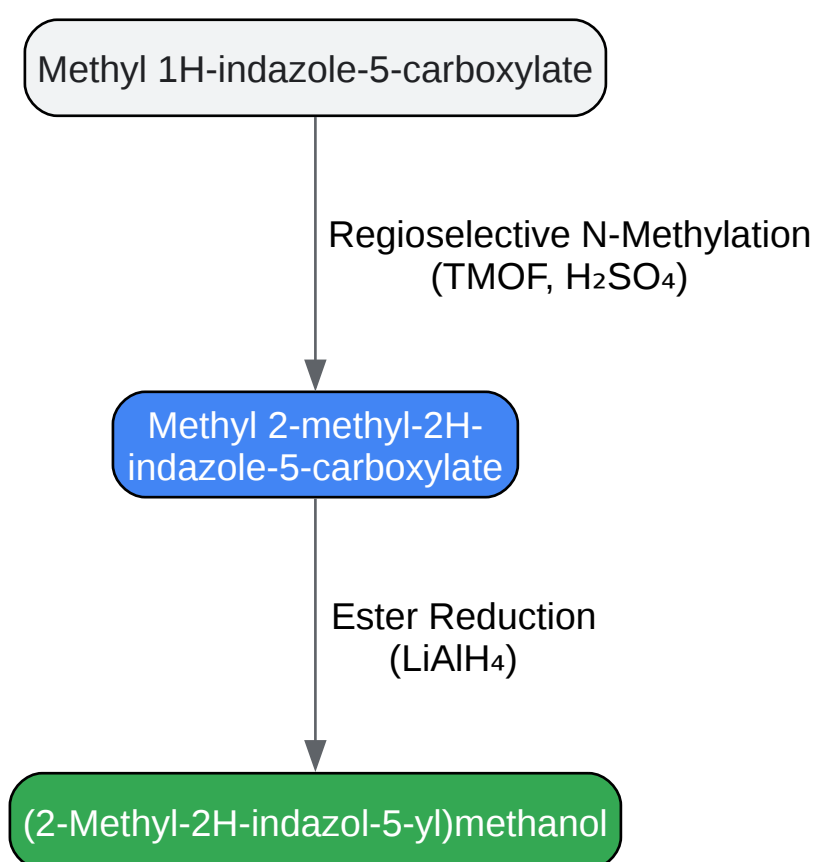 Methyl 1H-indazole-5-carboxylate
Regioselective N-Methylation
(TMOF, H₂SO₄)
Methyl 2-methyl-2H-
indazole-5-carboxylate
Ester Reduction
(LiAlH₄)
(2-Methyl-2H-indazol-5-yl)methanol